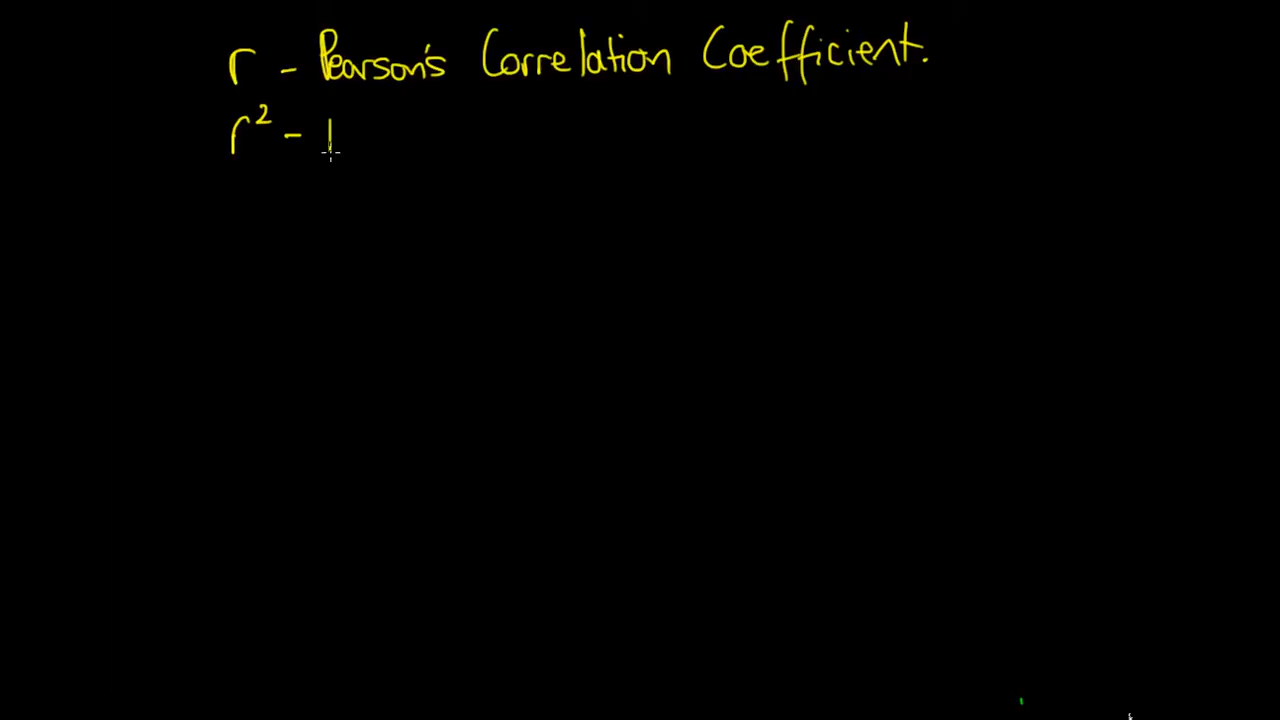 r - Pearson's Correlation Coefficient.
r² -